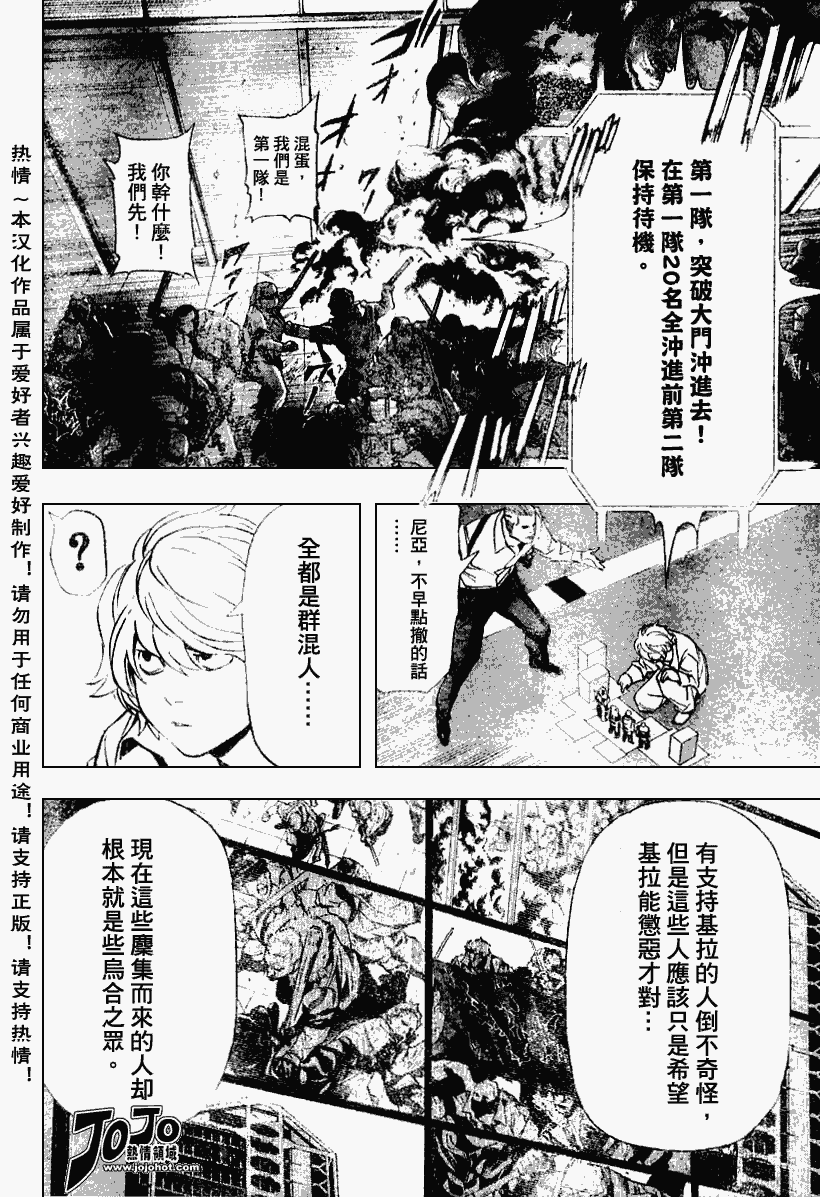 第一隊，突破大門沖進去！
在第一隊20名全沖進前第二隊
保持待機。
混蛋，
我們是
第一隊！
你幹什麼！
我們先！
尼亞，不早點撤的話
……
全都是群混人……
？
有支持基拉的人倒不奇怪，
但是這些人應該只是希望
基拉能懲惡才對…
現在這些麇集而來的人却
根本就是些烏合之眾。
热情～本汉化作品属于爱好者兴趣爱好制作！请勿用于任何商业用途！请支持正版！请支持热情！
JOJO
熱情領域
www.jojohot.com